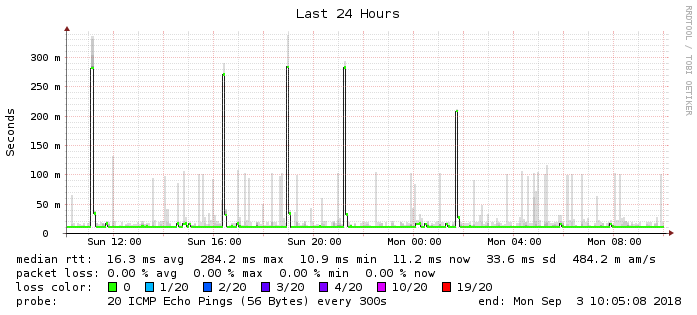 Last 24 Hours
RRDTOOL / TOBI OETIKER
Seconds
300 m
250 m
200 m
150 m
100 m
50 m
0
Sun 12:00 Sun 16:00 Sun 20:00 Mon 00:00 Mon 04:00 Mon 08:00
median rtt: 16.3 ms avg 284.2 ms max 10.9 ms min 11.2 ms now 33.6 ms sd 484.2 m am/s
packet loss: 0.00 % avg 0.00 % max 0.00 % min 0.00 % now
loss color: 0 1/20 2/20 3/20 4/20 10/20 19/20
probe: 20 ICMP Echo Pings (56 Bytes) every 300s end: Mon Sep 3 10:05:08 2018